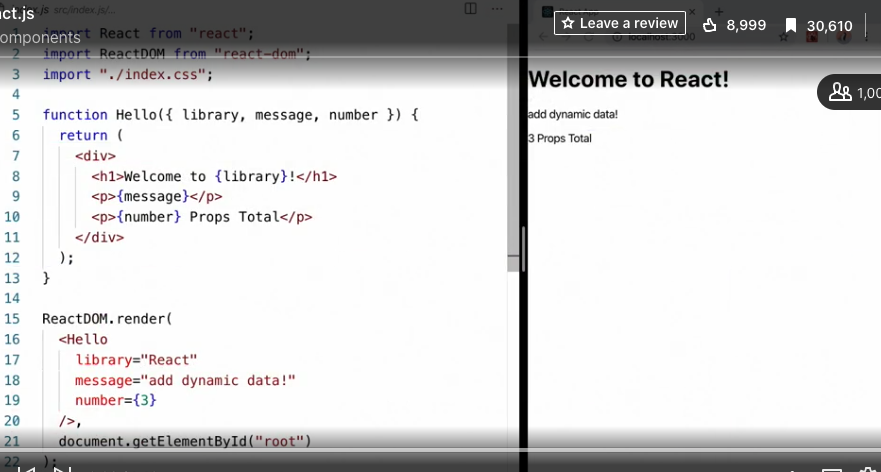 ct.js
omponents
src/index.js/...
Leave a review
8,999
30,610
localhost:3000
1,00
1 import React from "react";
2 import ReactDOM from "react-dom";
3 import "./index.css";
4
5 function Hello({ library, message, number }) {
6 return (
7 <div>
8 <h1>Welcome to {library}!</h1>
9 <p>{message}</p>
10 <p>{number} Props Total</p>
11 </div>
12 );
13 }
14
15 ReactDOM.render(
16 <Hello
17 library="React"
18 message="add dynamic data!"
19 number={3}
20 />,
21 document.getElementById("root")
22 );
Welcome to React!
add dynamic data!
3 Props Total